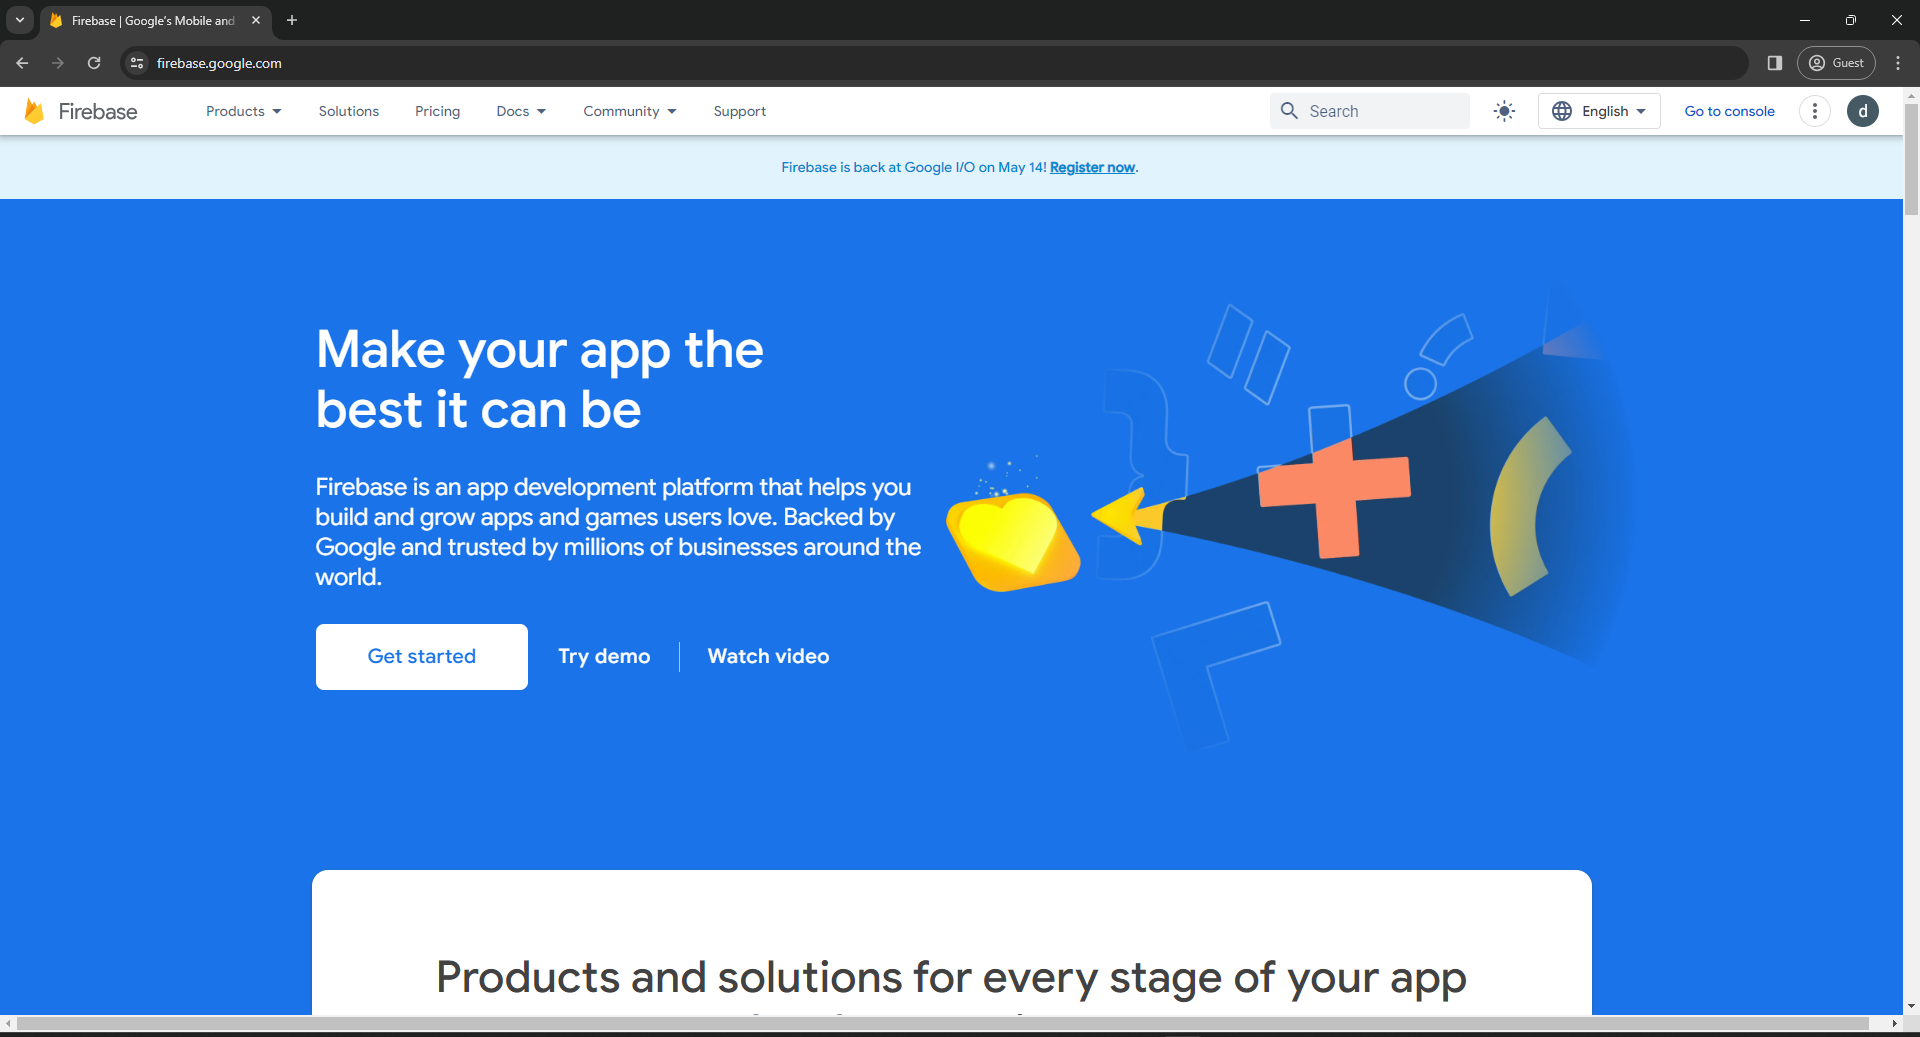 Firebase | Google's Mobile and
firebase.google.com
Guest
Firebase
Products
Solutions
Pricing
Docs
Community
Support
Search
English
Go to console
d
Firebase is back at Google I/O on May 14! Register now.
Make your app the
best it can be
Firebase is an app development platform that helps you
build and grow apps and games users love. Backed by
Google and trusted by millions of businesses around the
world.
Get started
Try demo
Watch video
Products and solutions for every stage of your app